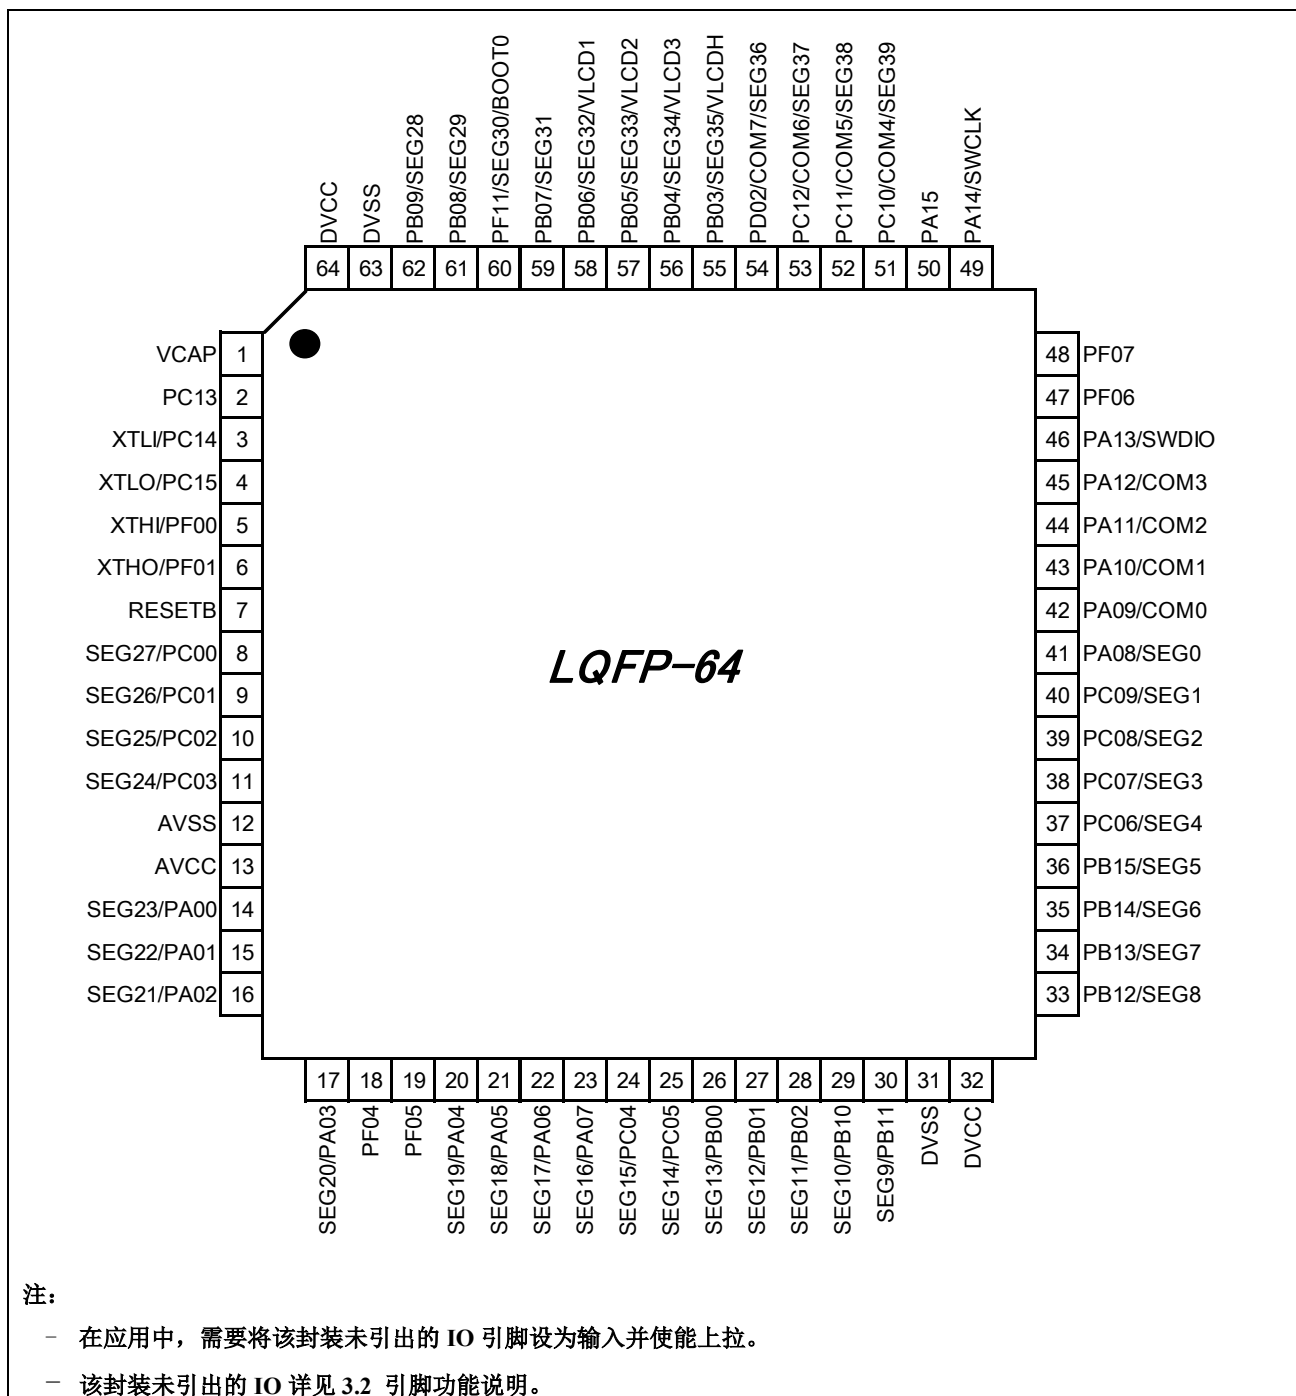 DVCC
DVSS
PB09/SEG28
PB08/SEG29
PF11/SEG30/BOOT0
PB07/SEG31
PB06/SEG32/VLCD1
PB05/SEG33/VLCD2
PB04/SEG34/VLCD3
PB03/SEG35/VLCDH
PD02/COM7/SEG36
PC12/COM6/SEG37
PC11/COM5/SEG38
PC10/COM4/SEG39
PA15
PA14/SWCLK
64 63 62 61 60 59 58 57 56 55 54 53 52 51 50 49
VCAP 1
PC13 2
XTLI/PC14 3
XTLO/PC15 4
XTHI/PF00 5
XTHO/PF01 6
RESETB 7
SEG27/PC00 8
SEG26/PC01 9
SEG25/PC02 10
SEG24/PC03 11
AVSS 12
AVCC 13
SEG23/PA00 14
SEG22/PA01 15
SEG21/PA02 16
LQFP-64
48 PF07
47 PF06
46 PA13/SWDIO
45 PA12/COM3
44 PA11/COM2
43 PA10/COM1
42 PA09/COM0
41 PA08/SEG0
40 PC09/SEG1
39 PC08/SEG2
38 PC07/SEG3
37 PC06/SEG4
36 PB15/SEG5
35 PB14/SEG6
34 PB13/SEG7
33 PB12/SEG8
17 18 19 20 21 22 23 24 25 26 27 28 29 30 31 32
SEG20/PA03
PF04
PF05
SEG19/PA04
SEG18/PA05
SEG17/PA06
SEG16/PA07
SEG15/PC04
SEG14/PC05
SEG13/PB00
SEG12/PB01
SEG11/PB02
SEG10/PB10
SEG9/PB11
DVSS
DVCC
注：
– 在应用中，需要将该封装未引出的 IO 引脚设为输入并使能上拉。
– 该封装未引出的 IO 详见 3.2 引脚功能说明。